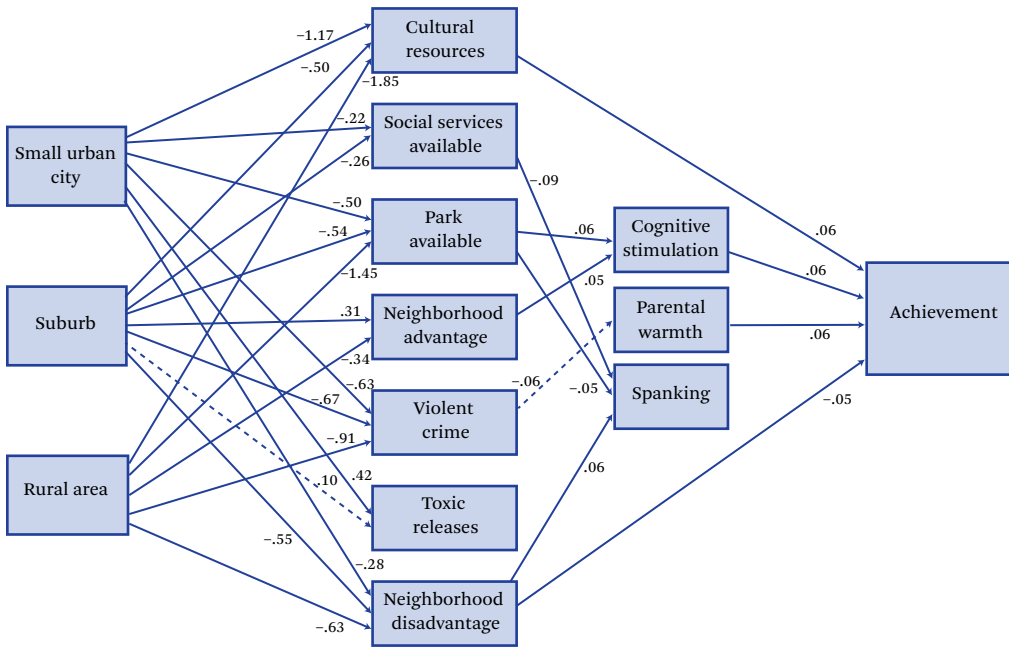 Cultural
resources
Social services
available
Park
available
Neighborhood
advantage
Violent
crime
Toxic
releases
Neighborhood
disadvantage
Small urban
city
Suburb
Rural area
Cognitive
stimulation
Parental
warmth
Spanking
Achievement
–1.17
–.50
–1.85
–.22
–.26
–.50
–.54
–1.45
.31
–.34
–.63
–.67
–.91
.42
.10
–.55
–.28
–.63
–.09
.06
.05
–.06
–.05
.06
.06
.06
.06
–.05